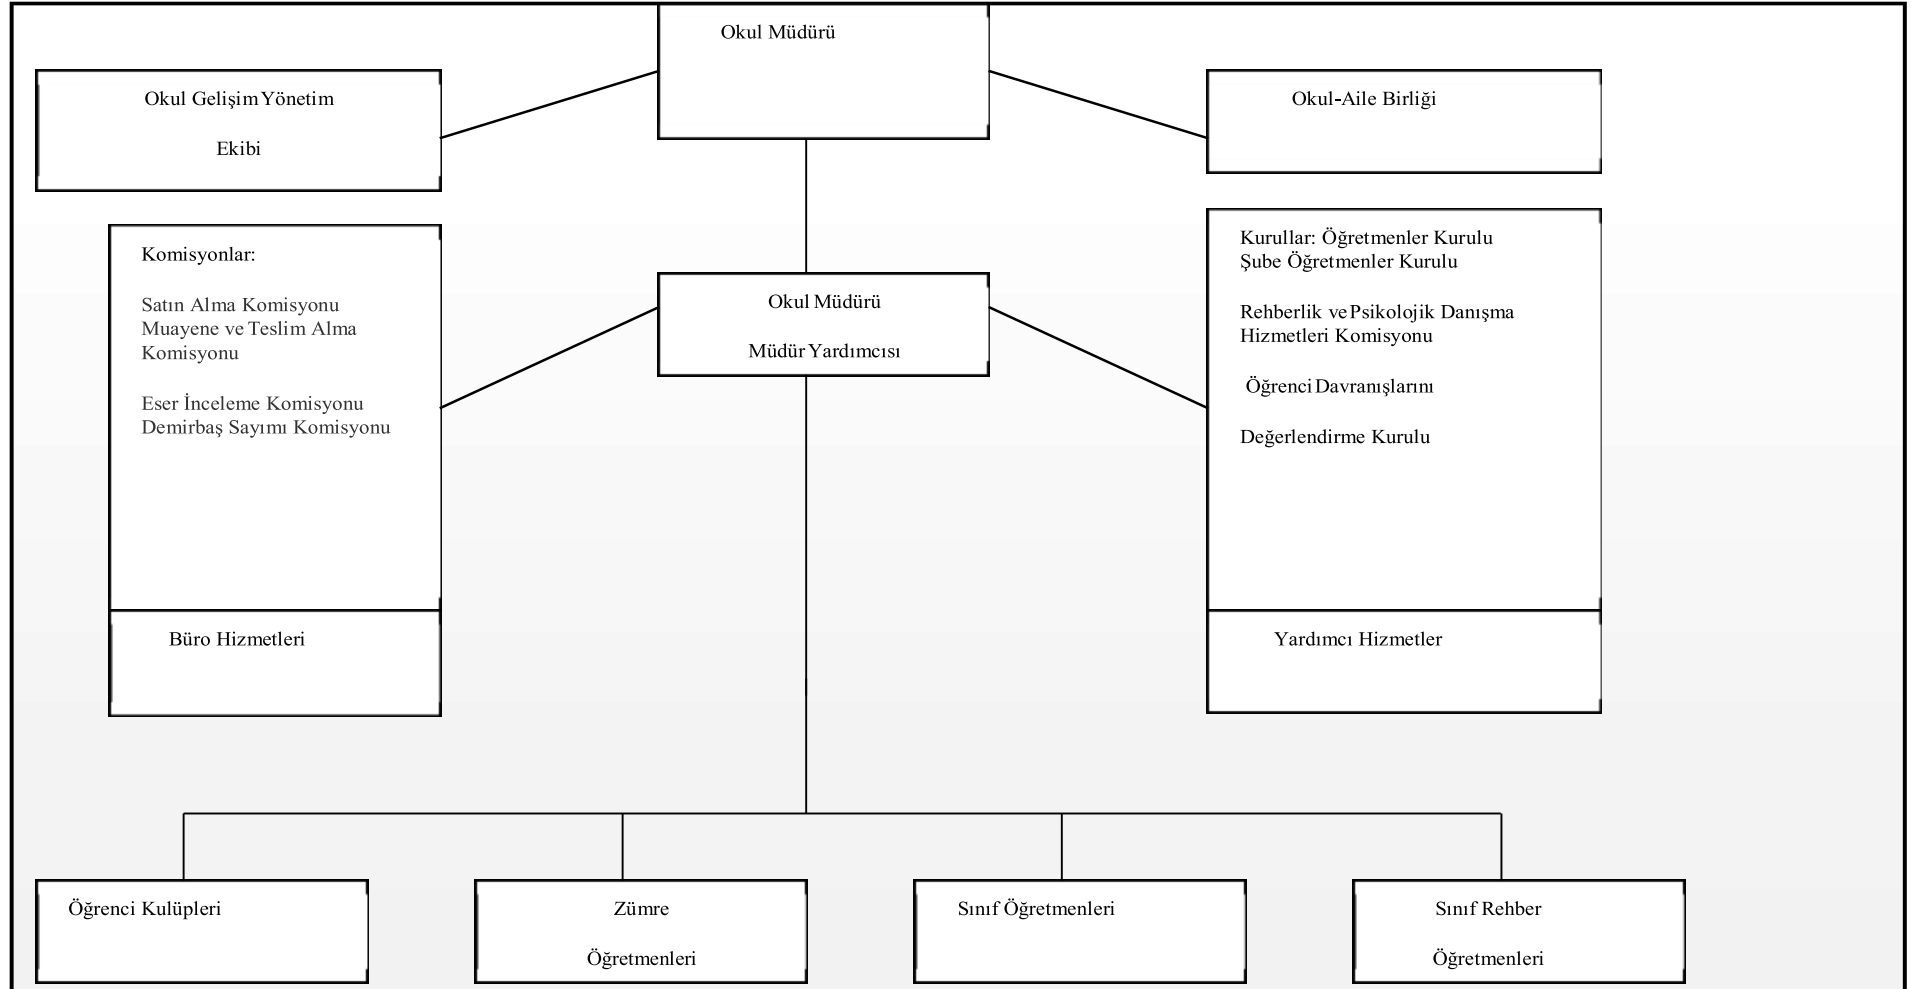 Okul Müdürü
Okul Gelişim Yönetim
Ekibi
Okul-Aile Birliği
Komisyonlar:
Satın Alma Komisyonu
Muayene ve Teslim Alma
Komisyonu
Eser İnceleme Komisyonu
Demirbaş Sayımı Komisyonu
Okul Müdürü
Müdür Yardımcısı
Kurullar: Öğretmenler Kurulu
Şube Öğretmenler Kurulu
Rehberlik ve Psikolojik Danışma
Hizmetleri Komisyonu
Öğrenci Davranışlarını
Değerlendirme Kurulu
Büro Hizmetleri
Yardımcı Hizmetler
Öğrenci Kulüpleri
Zümre
Öğretmenleri
Sınıf Öğretmenleri
Sınıf Rehber
Öğretmenleri